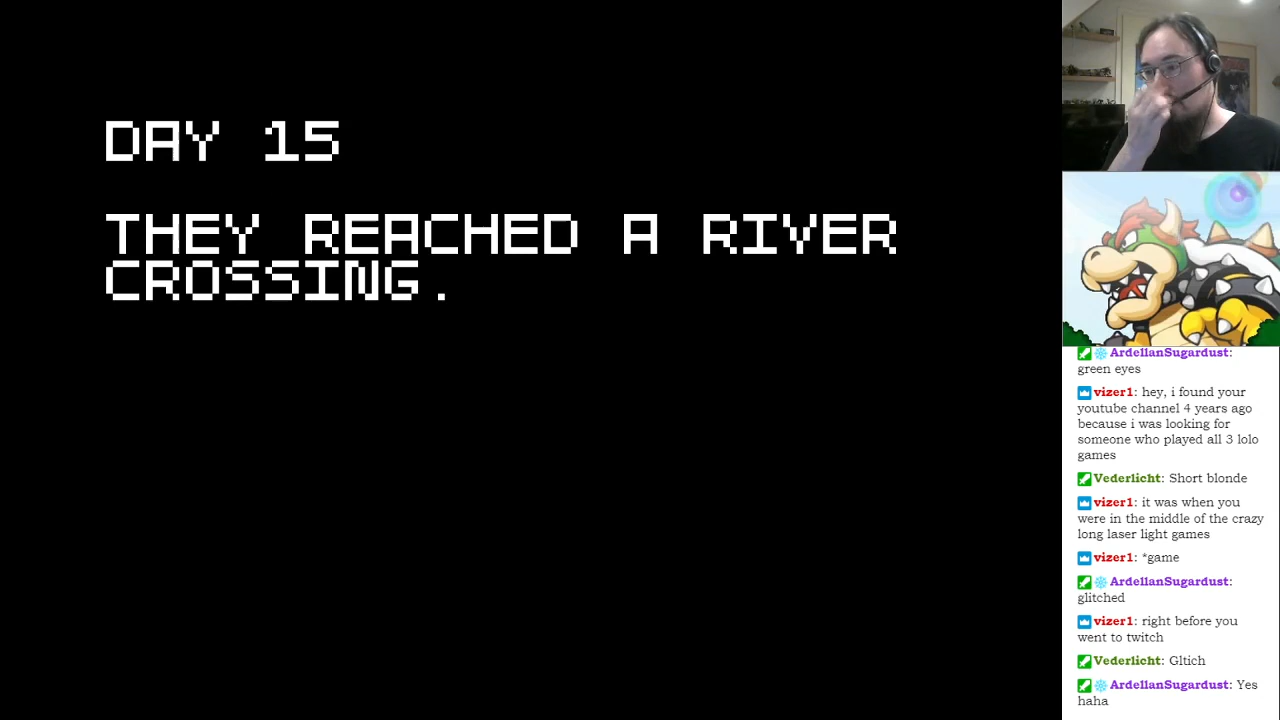 DAY 15
THEY REACHED A RIVER
CROSSING.
ArdellanSugardust:
green eyes
vizer1: hey, i found your
youtube channel 4 years ago
because i was looking for
someone who played all 3 lolo
games
Vederlicht: Short blonde
vizer1: it was when you
were in the middle of the crazy
long laser light games
vizer1: *game
ArdellanSugardust:
glitched
vizer1: right before you
went to twitch
Vederlicht: Gltich
ArdellanSugardust: Yes
haha